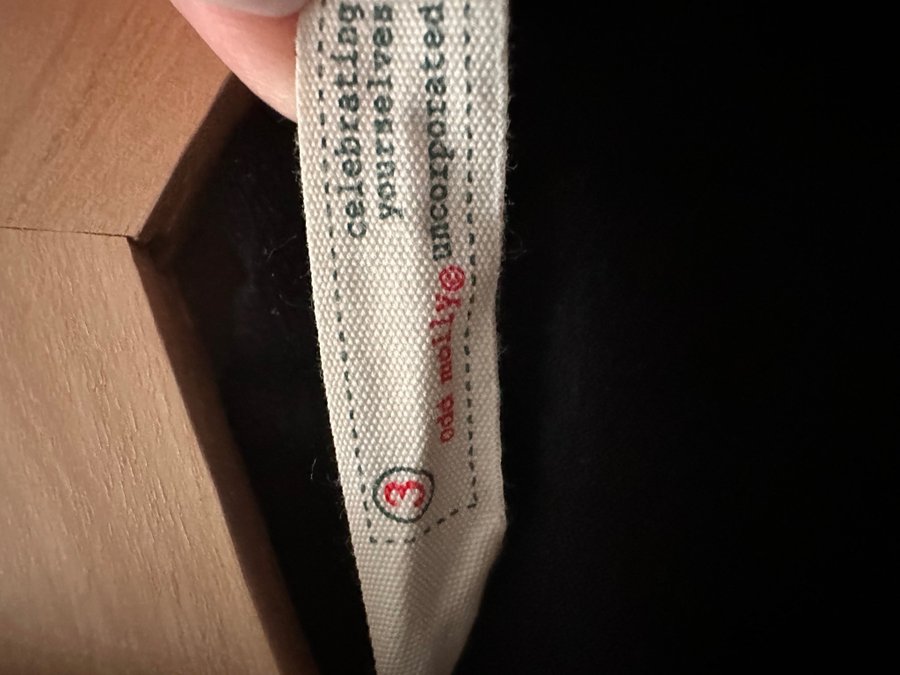 celebrating
yourselves
odd molly©uncorporated
3